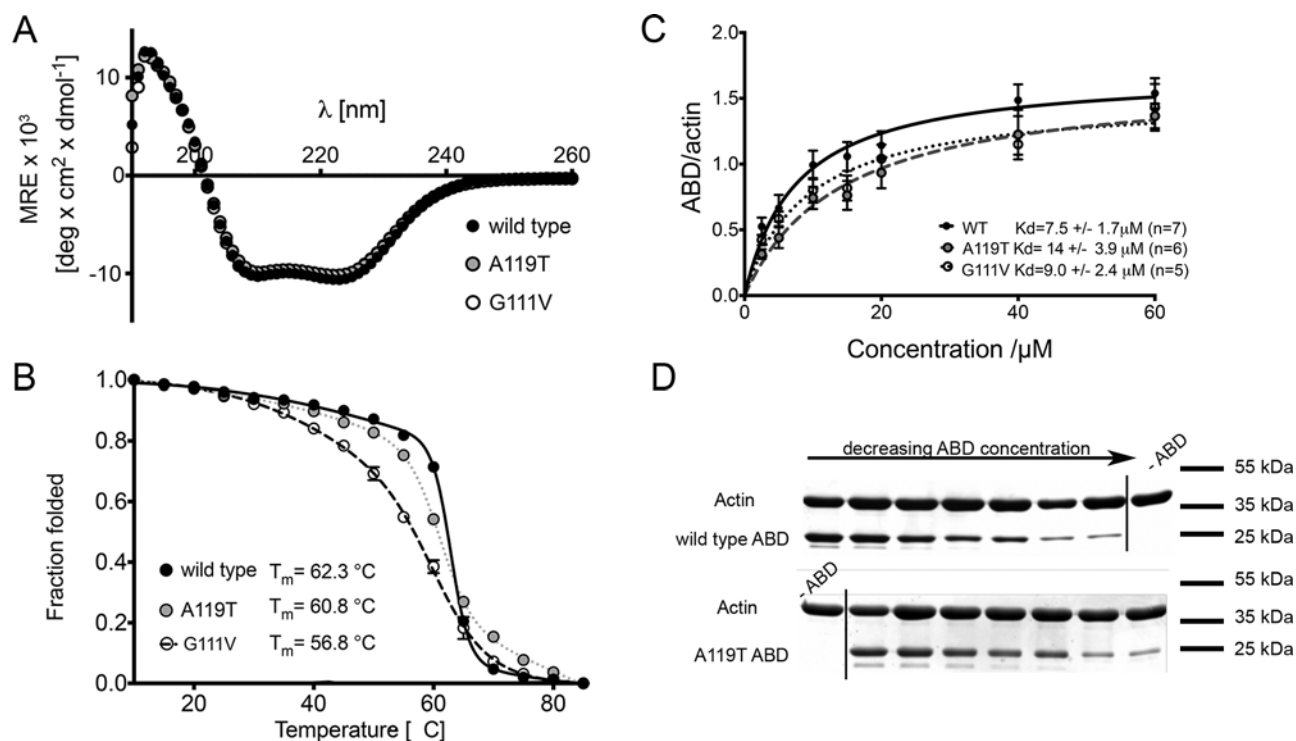 A
MRE x 10³
[deg x cm² x dmol⁻¹]
10
0
-10
λ [nm]
200
220
240
260
wild type
A119T
G111V
B
Fraction folded
1.0
0.8
0.6
0.4
0.2
0.0
wild type T_m= 62.3 °C
A119T T_m= 60.8 °C
G111V T_m= 56.8 °C
20
40
60
80
Temperature [ C]
C
ABD/actin
2.0
1.5
1.0
0.5
0.0
WT Kd=7.5 +/- 1.7μM (n=7)
A119T Kd= 14 +/- 3.9 μM (n=6)
G111V Kd=9.0 +/- 2.4 μM (n=5)
0
20
40
60
Concentration /μM
D
decreasing ABD concentration
- ABD
55 kDa
Actin
35 kDa
wild type ABD
25 kDa
- ABD
55 kDa
Actin
35 kDa
A119T ABD
25 kDa